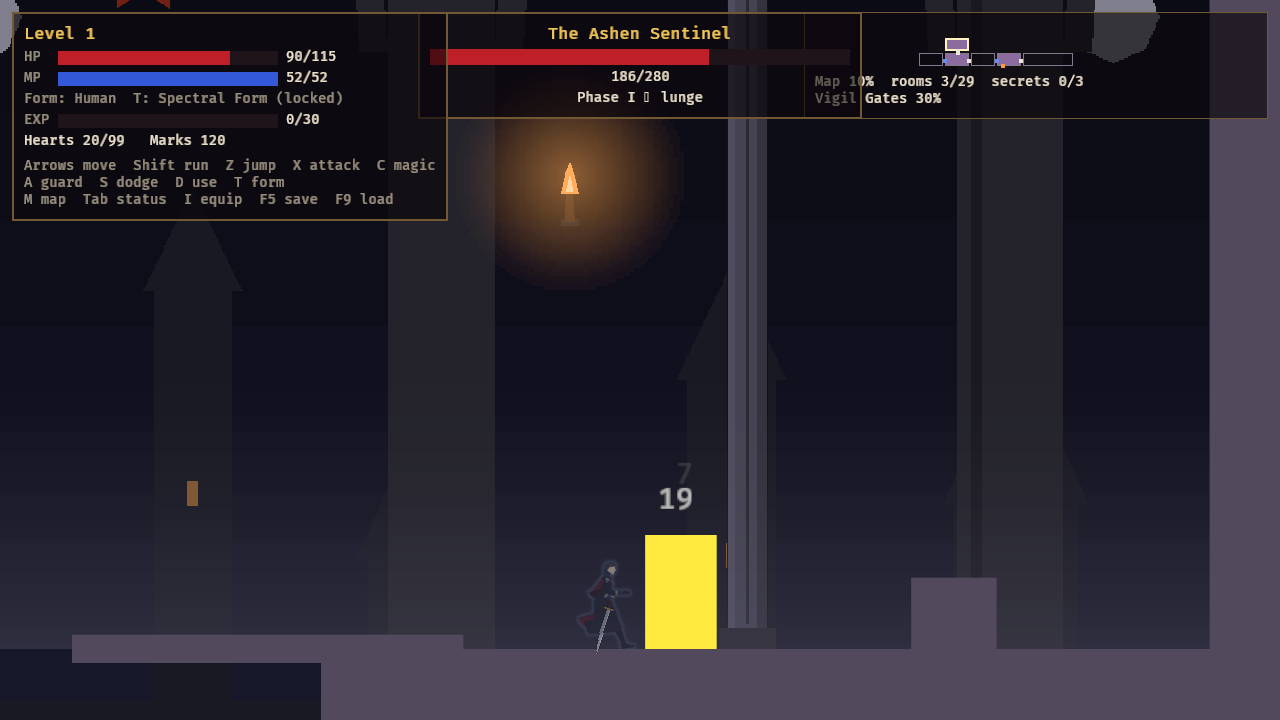 Level 1
HP 90/115
MP 52/52
Form: Human T: Spectral Form (locked)
EXP 0/30
Hearts 20/99 Marks 120
Arrows move Shift run Z jump X attack C magic
A guard S dodge D use T form
M map Tab status I equip F5 save F9 load
The Ashen Sentinel
186/280
Phase I ▯ lunge
Map 10% rooms 3/29 secrets 0/3
Vigil Gates 30%
7
19